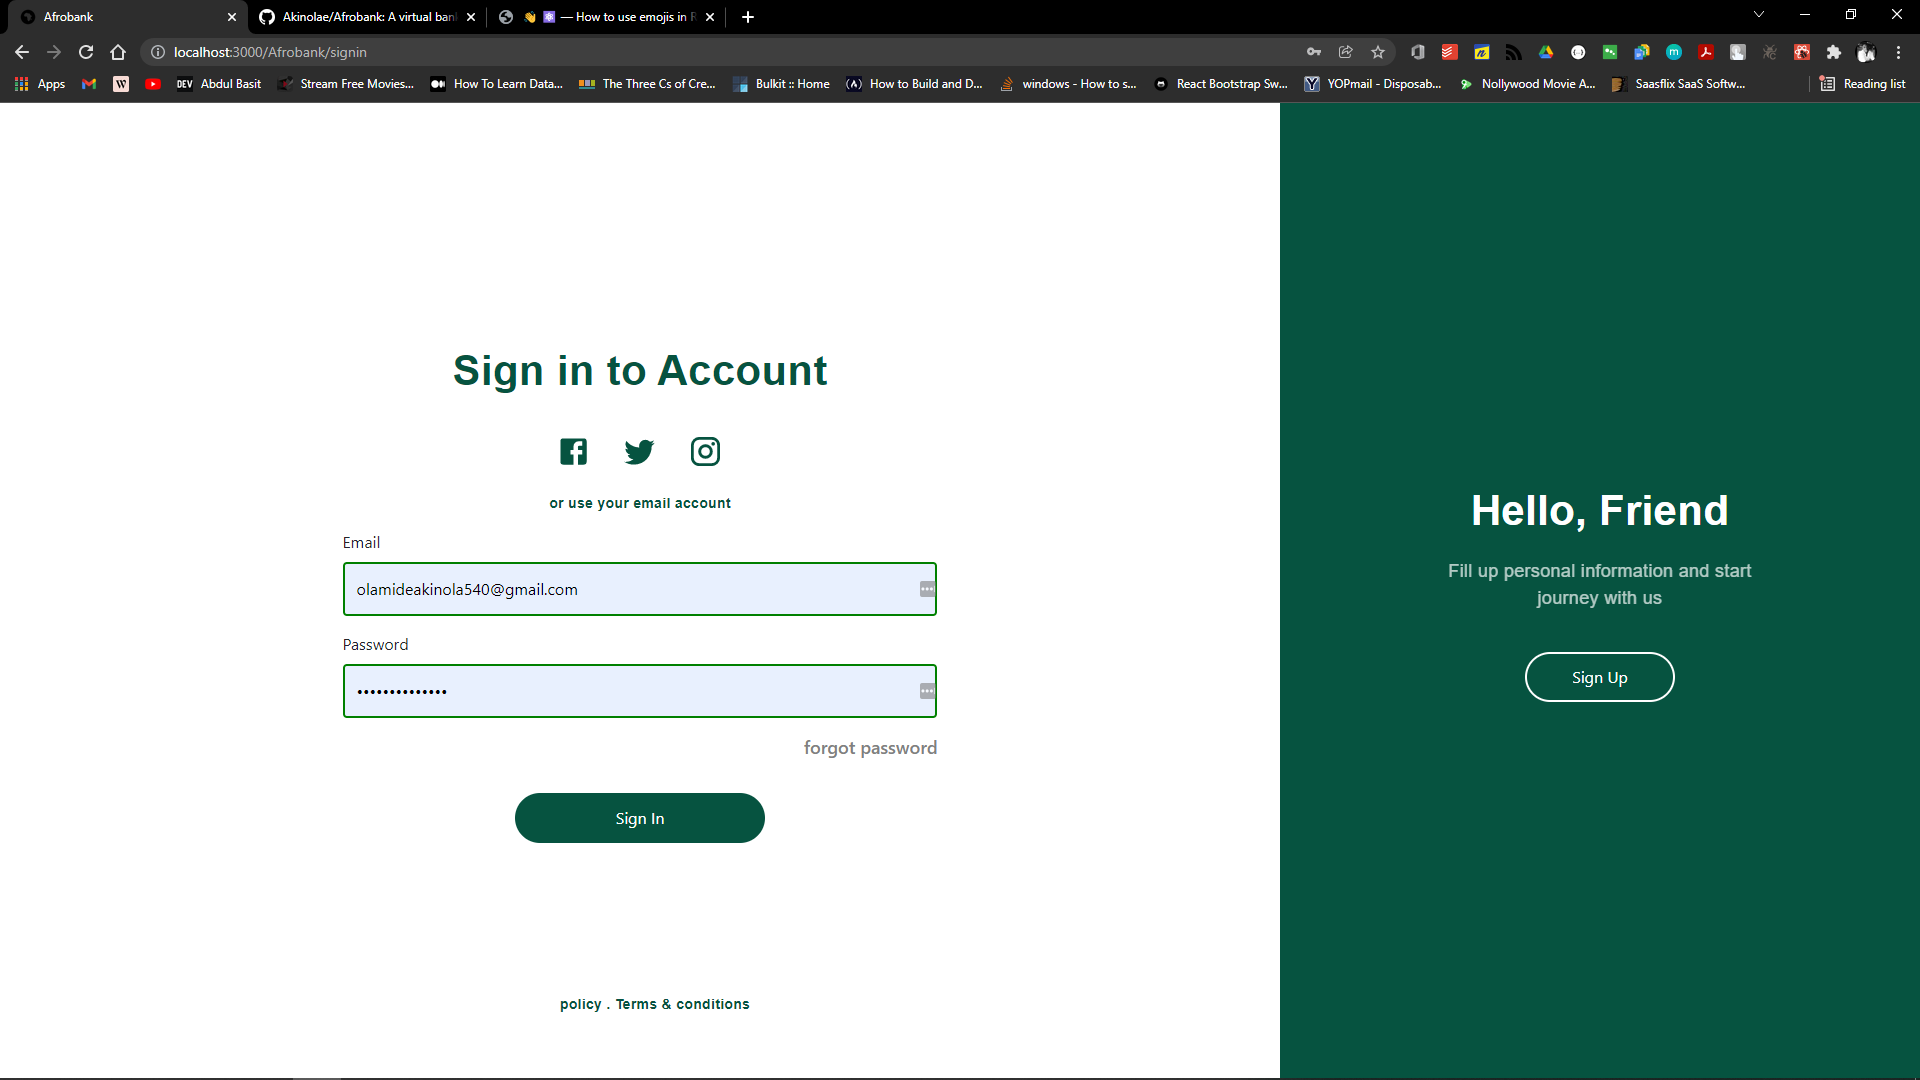 Afrobank
Akinolae/Afrobank: A virtual ban
👋 ⚛️ — How to use emojis in R
localhost:3000/Afrobank/signin
Apps
DEV Abdul Basit
Stream Free Movies...
How To Learn Data...
The Three Cs of Cre...
Bulkit :: Home
How to Build and D...
windows - How to s...
React Bootstrap Sw...
YOPmail - Disposab...
Nollywood Movie A...
Saasflix SaaS Softw...
Reading list
Sign in to Account
or use your email account
Email
olamideakinola540@gmail.com
Password
••••••••••••••
forgot password
Sign In
policy . Terms & conditions
Hello, Friend
Fill up personal information and start
journey with us
Sign Up